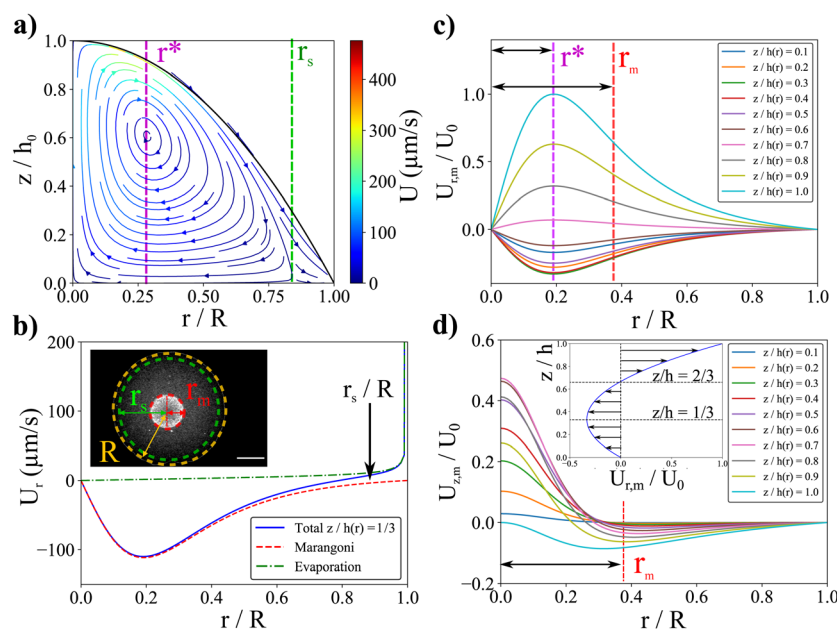 a)
r*
r_s
1.0
0.8
0.6
0.4
0.2
0.0
z / h_0
0.00
0.25
0.50
0.75
1.00
r / R
400
300
200
100
0
U (μm/s)
b)
200
100
0
−100
U_r (μm/s)
r_s
r_m
R
r_s / R
Total z / h(r) =1/3
Marangoni
Evaporation
0.0
0.2
0.4
0.6
0.8
1.0
r / R
c)
r*
r_m
1.0
0.5
0.0
U_r,m / U_0
z / h(r) = 0.1
z / h(r) = 0.2
z / h(r) = 0.3
z / h(r) = 0.4
z / h(r) = 0.5
z / h(r) = 0.6
z / h(r) = 0.7
z / h(r) = 0.8
z / h(r) = 0.9
z / h(r) = 1.0
0.0
0.2
0.4
0.6
0.8
1.0
r / R
d)
0.6
0.4
0.2
0.0
−0.2
U_z,m / U_0
1.0
0.8
0.6
0.4
0.2
0.0
z / h
z/h = 2/3
z/h = 1/3
−0.5
0.0
0.5
1.0
U_r,m / U_0
z / h(r) = 0.1
z / h(r) = 0.2
z / h(r) = 0.3
z / h(r) = 0.4
z / h(r) = 0.5
z / h(r) = 0.6
z / h(r) = 0.7
z / h(r) = 0.8
z / h(r) = 0.9
z / h(r) = 1.0
r_m
0.0
0.2
0.4
0.6
0.8
1.0
r / R